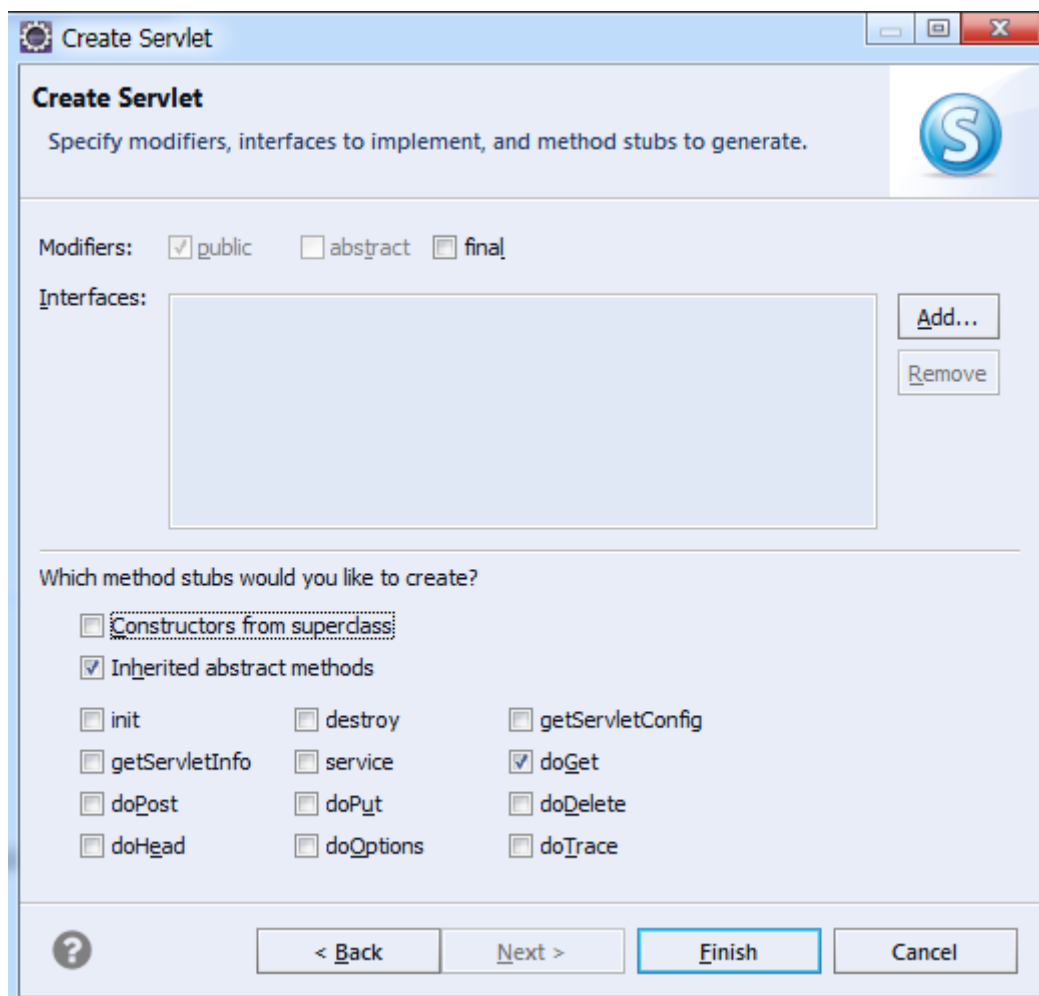 Create Servlet
Create Servlet
Specify modifiers, interfaces to implement, and method stubs to generate.
Modifiers: public abstract final
Interfaces:
Add...
Remove
Which method stubs would you like to create?
Constructors from superclass
Inherited abstract methods
init destroy getServletConfig
getServletInfo service doGet
doPost doPut doDelete
doHead doOptions doTrace
? < Back Next > Finish Cancel